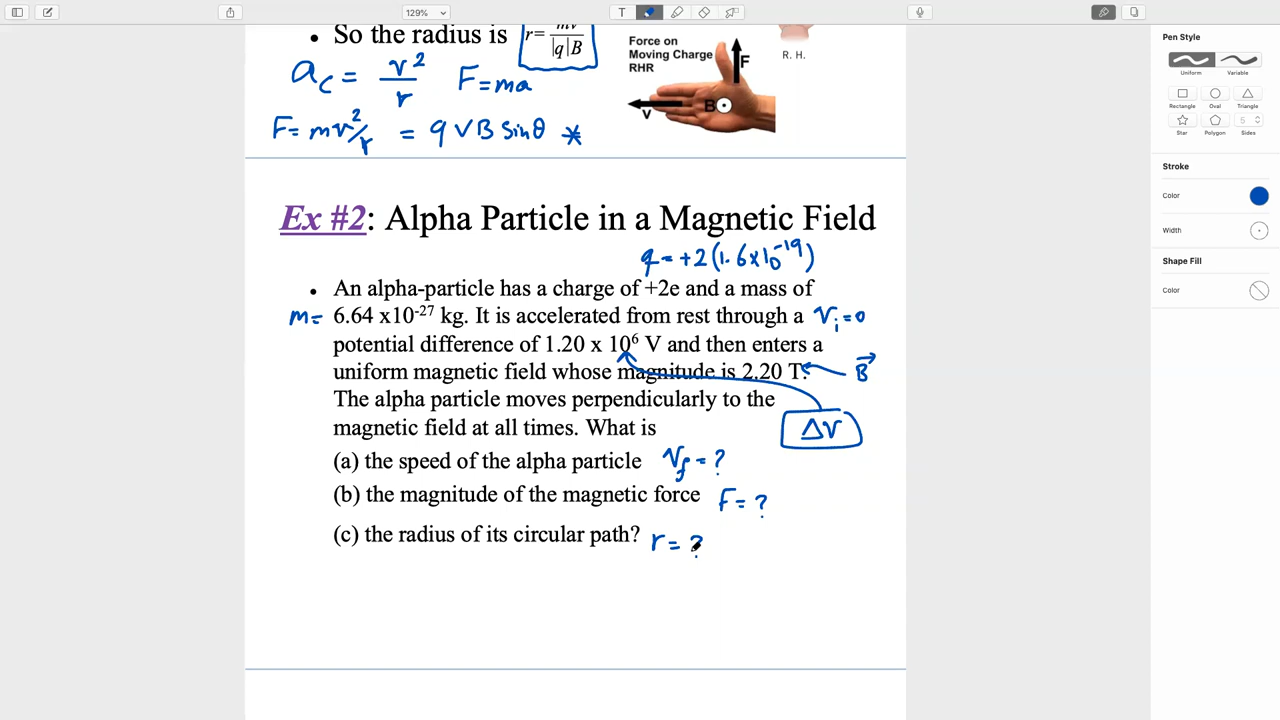 129%
T
• So the radius is r= mv / |q|B
Force on
Moving Charge
RHR
F
B
v
R. H.
ac = v² / r F=ma
F= mv²/r = qVB sinθ *
Ex #2: Alpha Particle in a Magnetic Field
q = +2 (1.6x10⁻¹⁹)
• An alpha-particle has a charge of +2e and a mass of
m= 6.64 x10⁻²⁷ kg. It is accelerated from rest through a Vi=0
potential difference of 1.20 x 10⁶ V and then enters a
uniform magnetic field whose magnitude is 2.20 T. B⃗
The alpha particle moves perpendicularly to the
magnetic field at all times. What is ΔV
(a) the speed of the alpha particle Vf = ?
(b) the magnitude of the magnetic force F= ?
(c) the radius of its circular path? r= ?
Pen Style
Uniform Variable
Rectangle Oval Triangle
5
Star Polygon Sides
Stroke
Color
Width
Shape Fill
Color